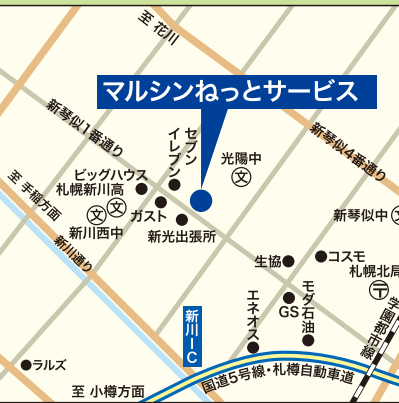 至 花川
マルシンねっとサービス
新琴似1番通り
セブン
イレブン
光陽中
文
新琴似4番通り
ビッグハウス
札幌新川高
至 手稲方面
文
文
ガスト
新琴似中
文
新川西中
新光出張所
新川通り
生協
コスモ
札幌北局
〒
エネオス
モダ石油
GS
学園都市線
新川IC
ラルズ
国道5号線・札樽自動車道
至 小樽方面